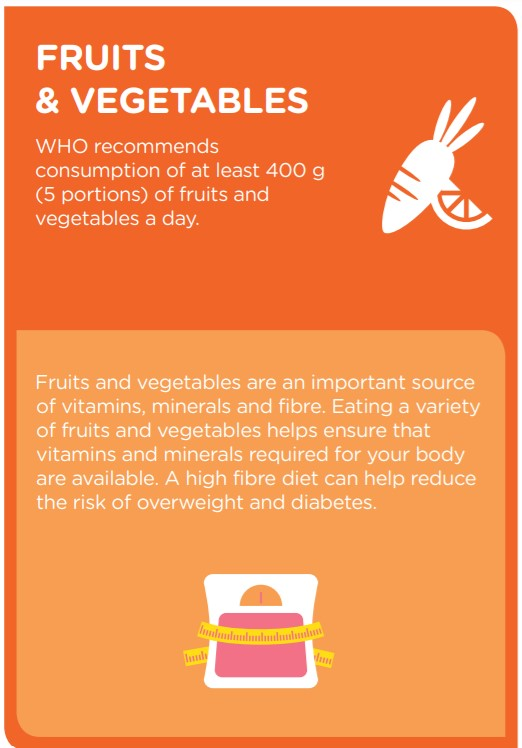 FRUITS
& VEGETABLES
WHO recommends
consumption of at least 400 g
(5 portions) of fruits and
vegetables a day.
Fruits and vegetables are an important source
of vitamins, minerals and fibre. Eating a variety
of fruits and vegetables helps ensure that
vitamins and minerals required for your body
are available. A high fibre diet can help reduce
the risk of overweight and diabetes.